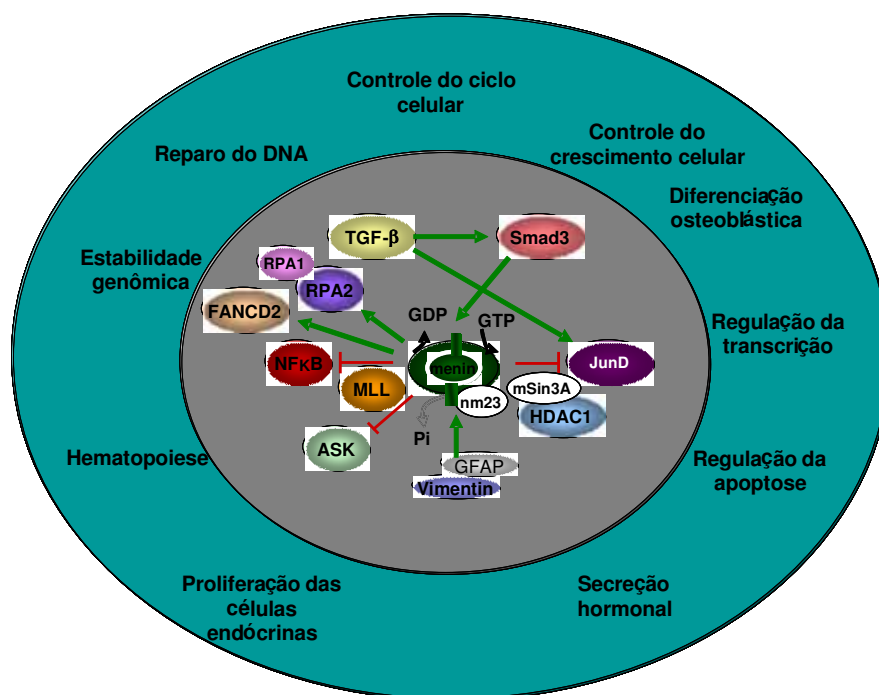 Controle do ciclo
celular
Reparo do DNA
Controle do
crescimento celular
Diferenciação
osteoblástica
Estabilidade
genômica
TGF-β
Smad3
RPA1
RPA2
FANCD2
GDP
GTP
Regulação da
transcrição
NFκB
menin
JunD
MLL
nm23
mSin3A
HDAC1
Pi
ASK
GFAP
Vimentin
Hematopoiese
Regulação da
apoptose
Proliferação das
células
endócrinas
Secreção
hormonal